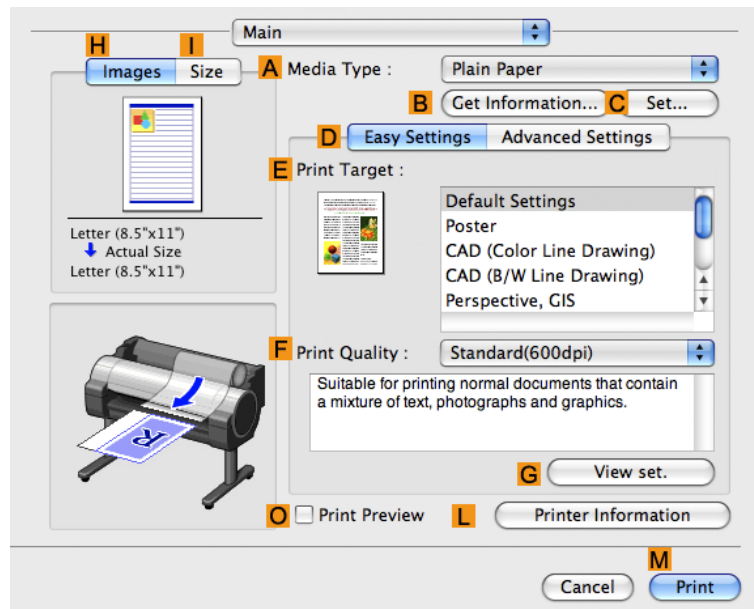 Main
H I
Images Size
A Media Type : Plain Paper
B Get Information... C Set...
D Easy Settings Advanced Settings
E Print Target :
Default Settings
Poster
CAD (Color Line Drawing)
CAD (B/W Line Drawing)
Perspective, GIS
Letter (8.5"x11")
Actual Size
Letter (8.5"x11")
F Print Quality : Standard(600dpi)
Suitable for printing normal documents that contain
a mixture of text, photographs and graphics.
R
G View set.
O Print Preview L Printer Information
M
Cancel Print